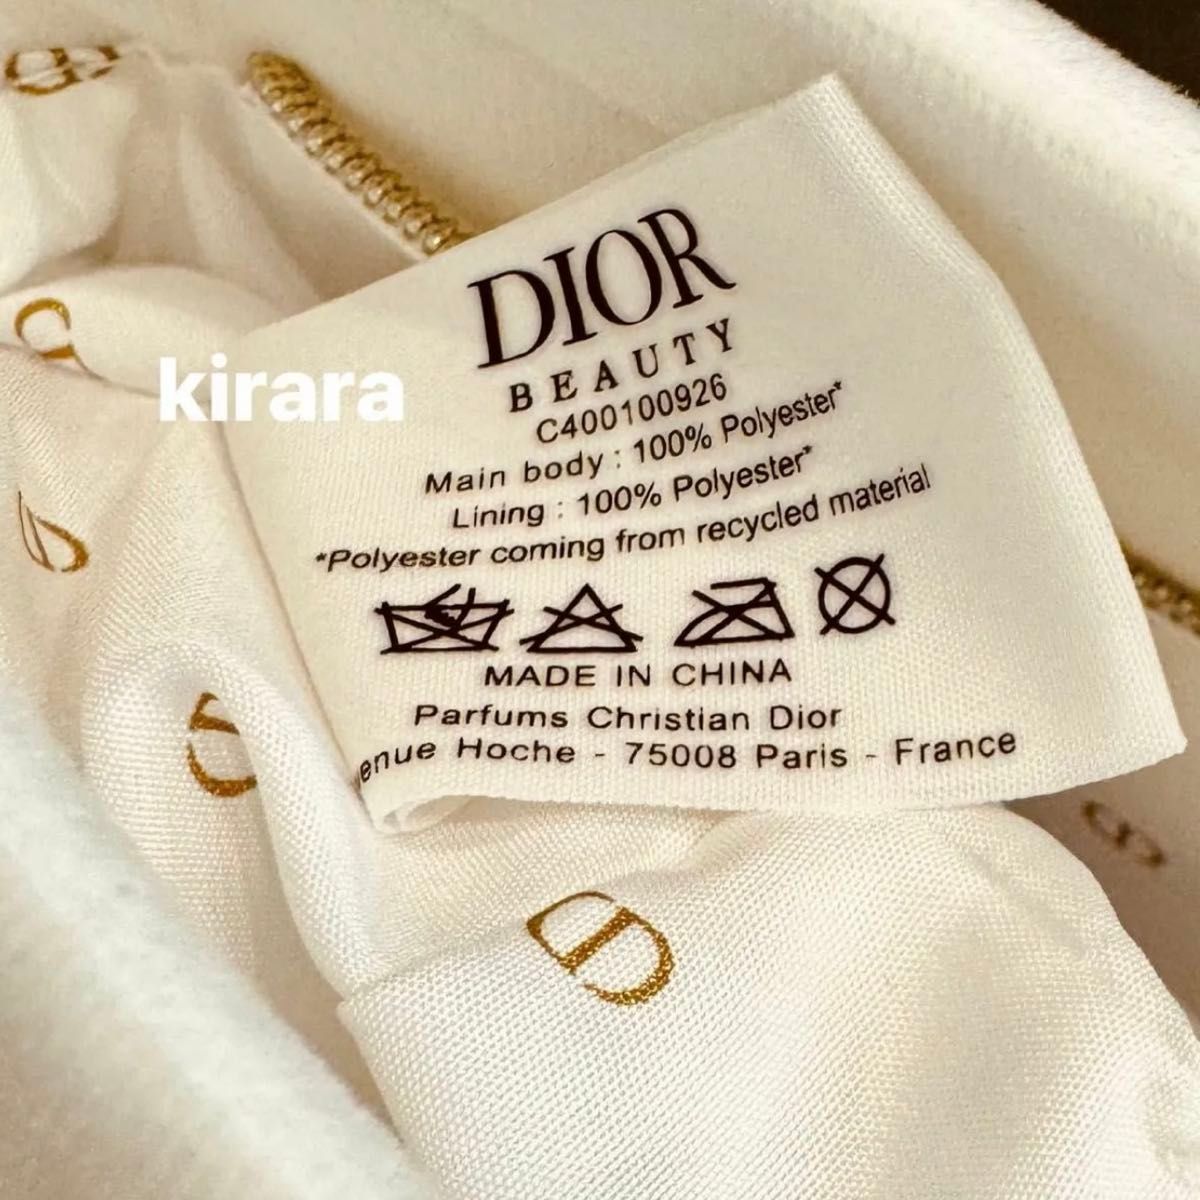 kirara
DIOR
BEAUTY
C400100926
Main body : 100% Polyester*
Lining : 100% Polyester*
*Polyester coming from recycled material
MADE IN CHINA
Parfums Christian Dior
Hoche - 75008 Paris - France